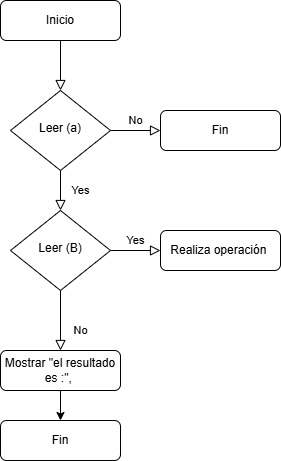 Inicio
Leer (a)
No
Fin
Yes
Leer (B)
Yes
Realiza operación
No
Mostrar "el resultado
es :",
Fin